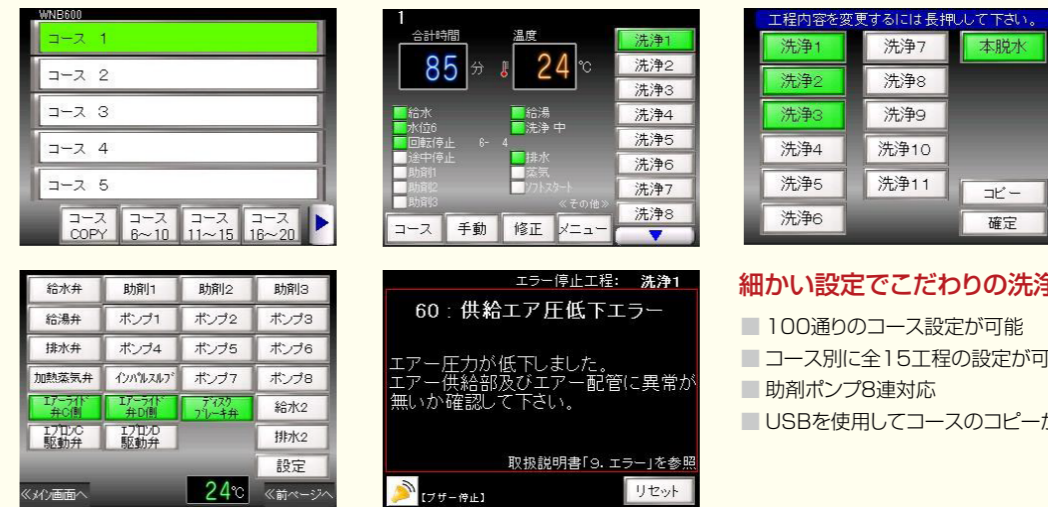 WNB600
コース 1
コース 2
コース 3
コース 4
コース 5
コース COPY
コース 6～10
コース 11～15
コース 16～20
1
合計時間 温度
85 分 24 ℃
給水 給湯
水位6 洗浄 中
回転停止 6- 4
途中停止 排水
助剤1 蒸気
助剤2 ソフトスタート
助剤3
≪その他≫
洗浄1
洗浄2
洗浄3
洗浄4
洗浄5
洗浄6
洗浄7
洗浄8
コース 手動 修正 メニュー
工程内容を変更するには長押しして下さい。
洗浄1 洗浄7 本脱水
洗浄2 洗浄8
洗浄3 洗浄9
洗浄4 洗浄10
洗浄5 洗浄11 コピー
洗浄6 確定
給水弁 助剤1 助剤2 助剤3
給湯弁 ポンプ1 ポンプ2 ポンプ3
排水弁 ポンプ4 ポンプ5 ポンプ6
加熱蒸気弁 インパルスルブ ポンプ7 ポンプ8
エアーライト弁C側 エアーライト弁D側 ディスクブレーキ弁 給水2
エプロンC駆動弁 エプロンD駆動弁 排水2
設定
≪メイン画面へ 24℃ ≪前ページへ
エラー停止工程： 洗浄1
60：供給エア圧低下エラー
エアー圧力が低下しました。
エアー供給部及びエアー配管に異常が
無いか確認して下さい。
取扱説明書「9. エラー」を参照
【ブザー停止】 リセット
細かい設定でこだわりの洗浄
100通りのコース設定が可能
コース別に全15工程の設定が可
助剤ポンプ8連対応
USBを使用してコースのコピーが